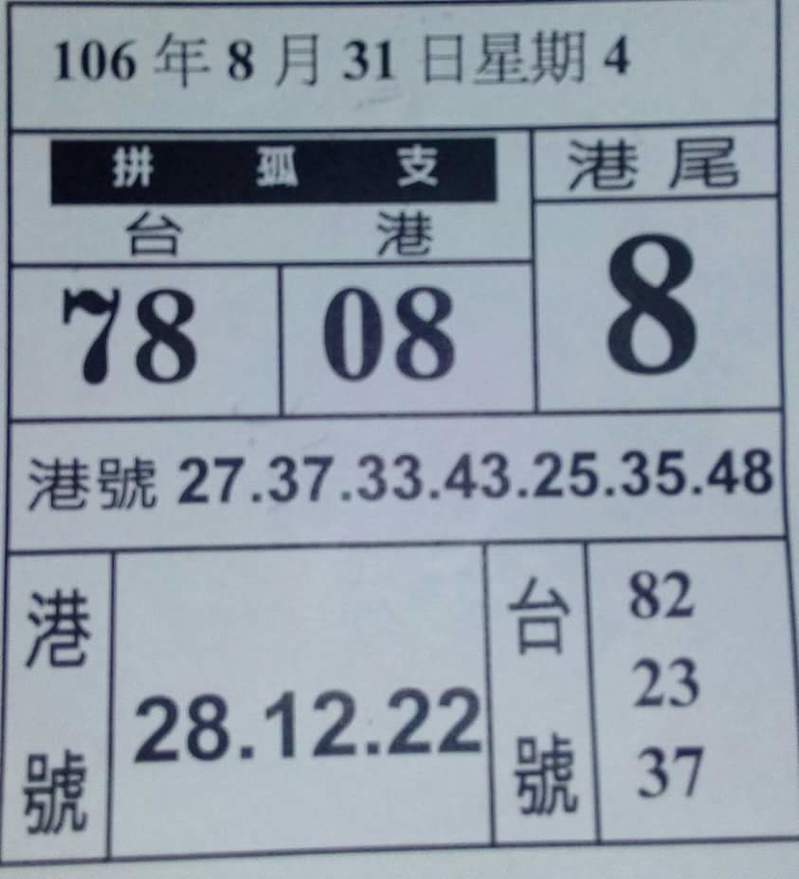 106 年 8 月 31 日星期 4
拼 孤 支
港 尾
台 港
78 08
8
港號 27.37.33.43.25.35.48
港號
28.12.22
台號
82
23
37